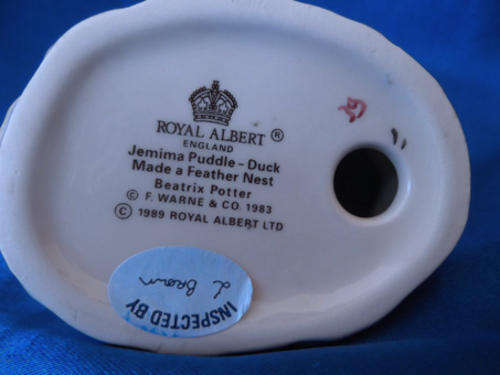 ROYAL ALBERT ®
ENGLAND
Jemima Puddle-Duck
Made a Feather Nest
Beatrix Potter
© F. WARNE & CO. 1983
© 1989 ROYAL ALBERT LTD
L Brown
INSPECTED BY